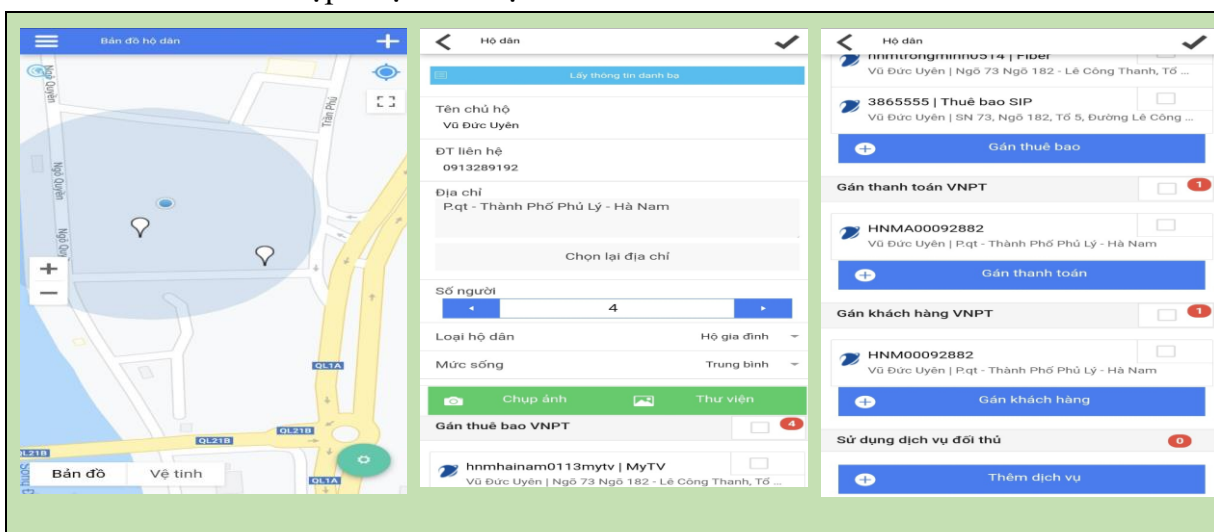 Bản đồ hộ dân
Ngô Quyền
Trần Phú
Ngô Quyền
QL1A
QL21B
QL21B
QL1A
Bản đồ
Vệ tinh
Hộ dân
Lấy thông tin danh bạ
Tên chủ hộ
Vũ Đức Uyên
ĐT liên hệ
0913289192
Địa chỉ
P.qt - Thành Phố Phủ Lý - Hà Nam
Chọn lại địa chỉ
Số người
4
Loại hộ dân
Hộ gia đình
Mức sống
Trung bình
Chụp ảnh
Thư viện
Gán thuê bao VNPT
4
hnmhainam0113mytv | MyTV
Vũ Đức Uyên | Ngõ 73 Ngõ 182 - Lê Công Thanh, Tổ ...
Hộ dân
hnmtrongminh0514 | Fiber
Vũ Đức Uyên | Ngõ 73 Ngõ 182 - Lê Công Thanh, Tổ ...
3865555 | Thuê bao SIP
Vũ Đức Uyên | SN 73, Ngõ 182, Tổ 5, Đường Lê Công ...
Gán thuê bao
Gán thanh toán VNPT
1
HNMA00092882
Vũ Đức Uyên | P.qt - Thành Phố Phủ Lý - Hà Nam
Gán thanh toán
Gán khách hàng VNPT
1
HNM00092882
Vũ Đức Uyên | P.qt - Thành Phố Phủ Lý - Hà Nam
Gán khách hàng
Sử dụng dịch vụ đối thủ
0
Thêm dịch vụ